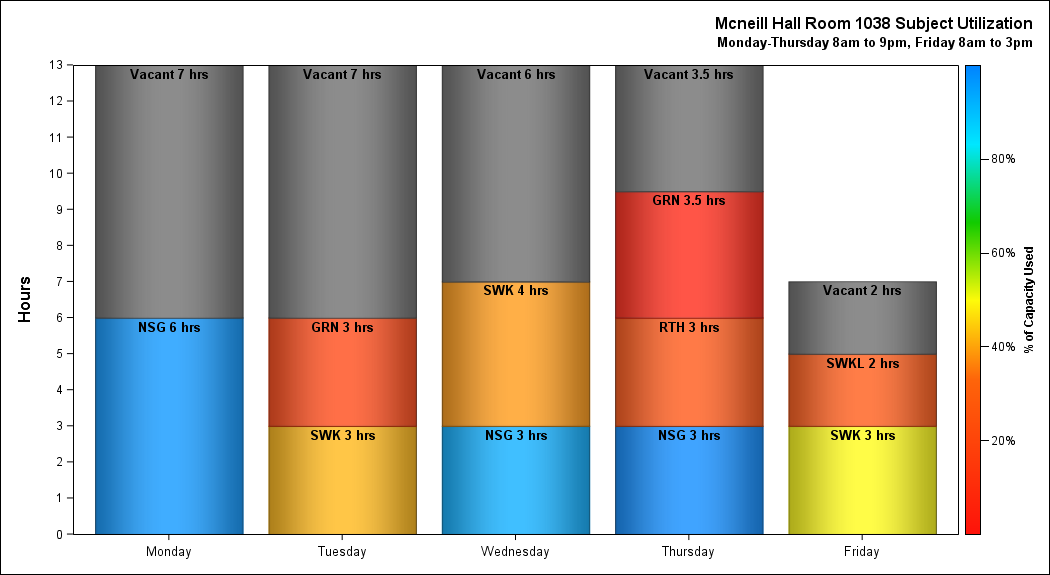 Mcneill Hall Room 1038 Subject Utilization
Monday-Thursday 8am to 9pm, Friday 8am to 3pm
Hours
13
12
11
10
9
8
7
6
5
4
3
2
1
0
Vacant 7 hrs
NSG 6 hrs
Vacant 7 hrs
GRN 3 hrs
SWK 3 hrs
Vacant 6 hrs
SWK 4 hrs
NSG 3 hrs
Vacant 3.5 hrs
GRN 3.5 hrs
RTH 3 hrs
NSG 3 hrs
Vacant 2 hrs
SWKL 2 hrs
SWK 3 hrs
Monday
Tuesday
Wednesday
Thursday
Friday
80%
60%
40%
20%
% of Capacity Used